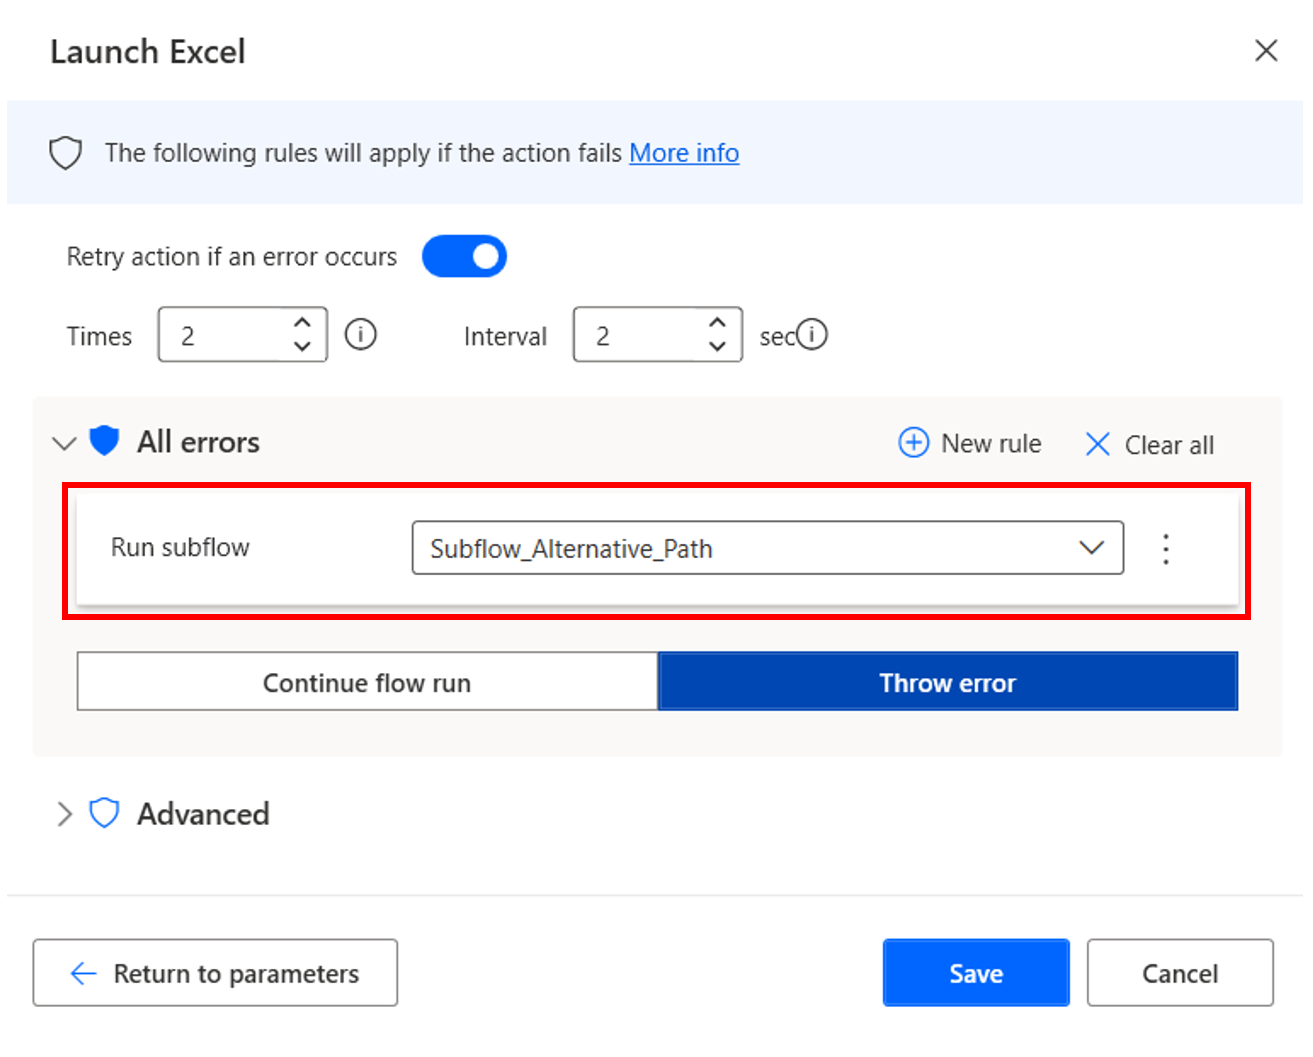 Launch Excel
The following rules will apply if the action fails More info
Retry action if an error occurs
Times 2 Interval 2 sec
All errors New rule Clear all
Run subflow Subflow_Alternative_Path
Continue flow run Throw error
Advanced
Return to parameters Save Cancel